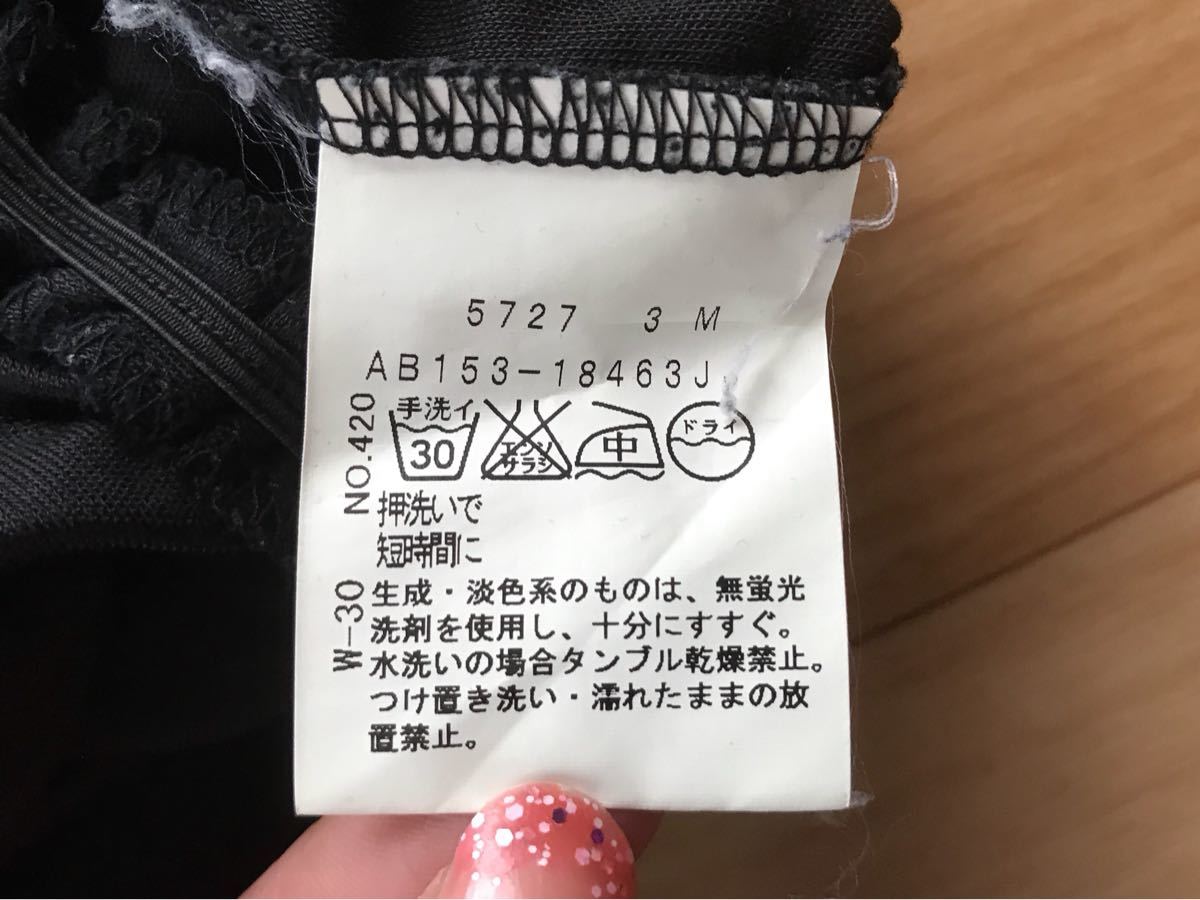 5727 3 M
AB153-18463J
NO.420
手洗イ
30
エンソ
サラシ
中
ドライ
押洗いで
短時間に
W-30
生成・淡色系のものは、無蛍光
洗剤を使用し、十分にすすぐ。
水洗いの場合タンブル乾燥禁止。
つけ置き洗い・濡れたままの放
置禁止。